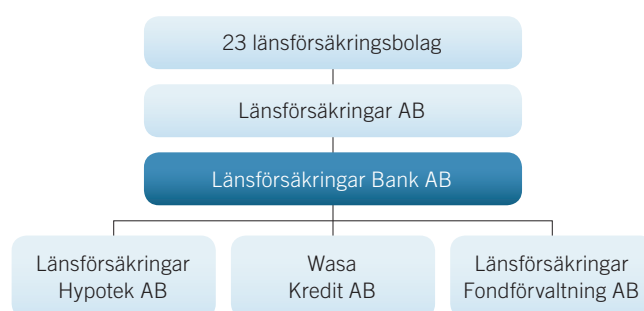 23 länsförsäkringsbolag
Länsförsäkringar AB
Länsförsäkringar Bank AB
Länsförsäkringar
Hypotek AB
Wasa
Kredit AB
Länsförsäkringar
Fondförvaltning AB